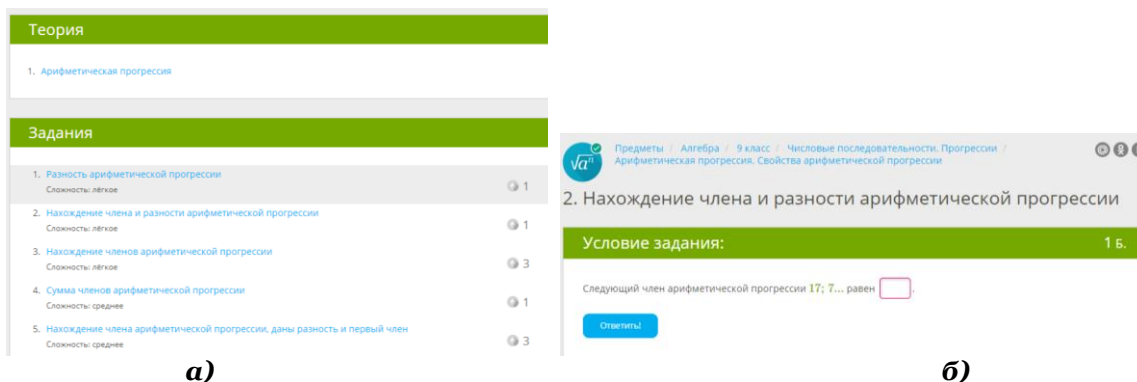 Теория
1. Арифметическая прогрессия
Задания
1. Разность арифметической прогрессии
Сложность: лёгкое
1
2. Нахождение члена и разности арифметической прогрессии
Сложность: лёгкое
1
3. Нахождение членов арифметической прогрессии
Сложность: лёгкое
3
4. Сумма членов арифметической прогрессии
Сложность: среднее
1
5. Нахождение члена арифметической прогрессии, даны разность и первый член
Сложность: среднее
3
а)
√aⁿ
Предметы / Алгебра / 9 класс / Числовые последовательности. Прогрессии /
Арифметическая прогрессия. Свойства арифметической прогрессии
2. Нахождение члена и разности арифметической прогрессии
Условие задания: 1 Б.
Следующий член арифметической прогрессии 17; 7... равен .
Ответить!
б)